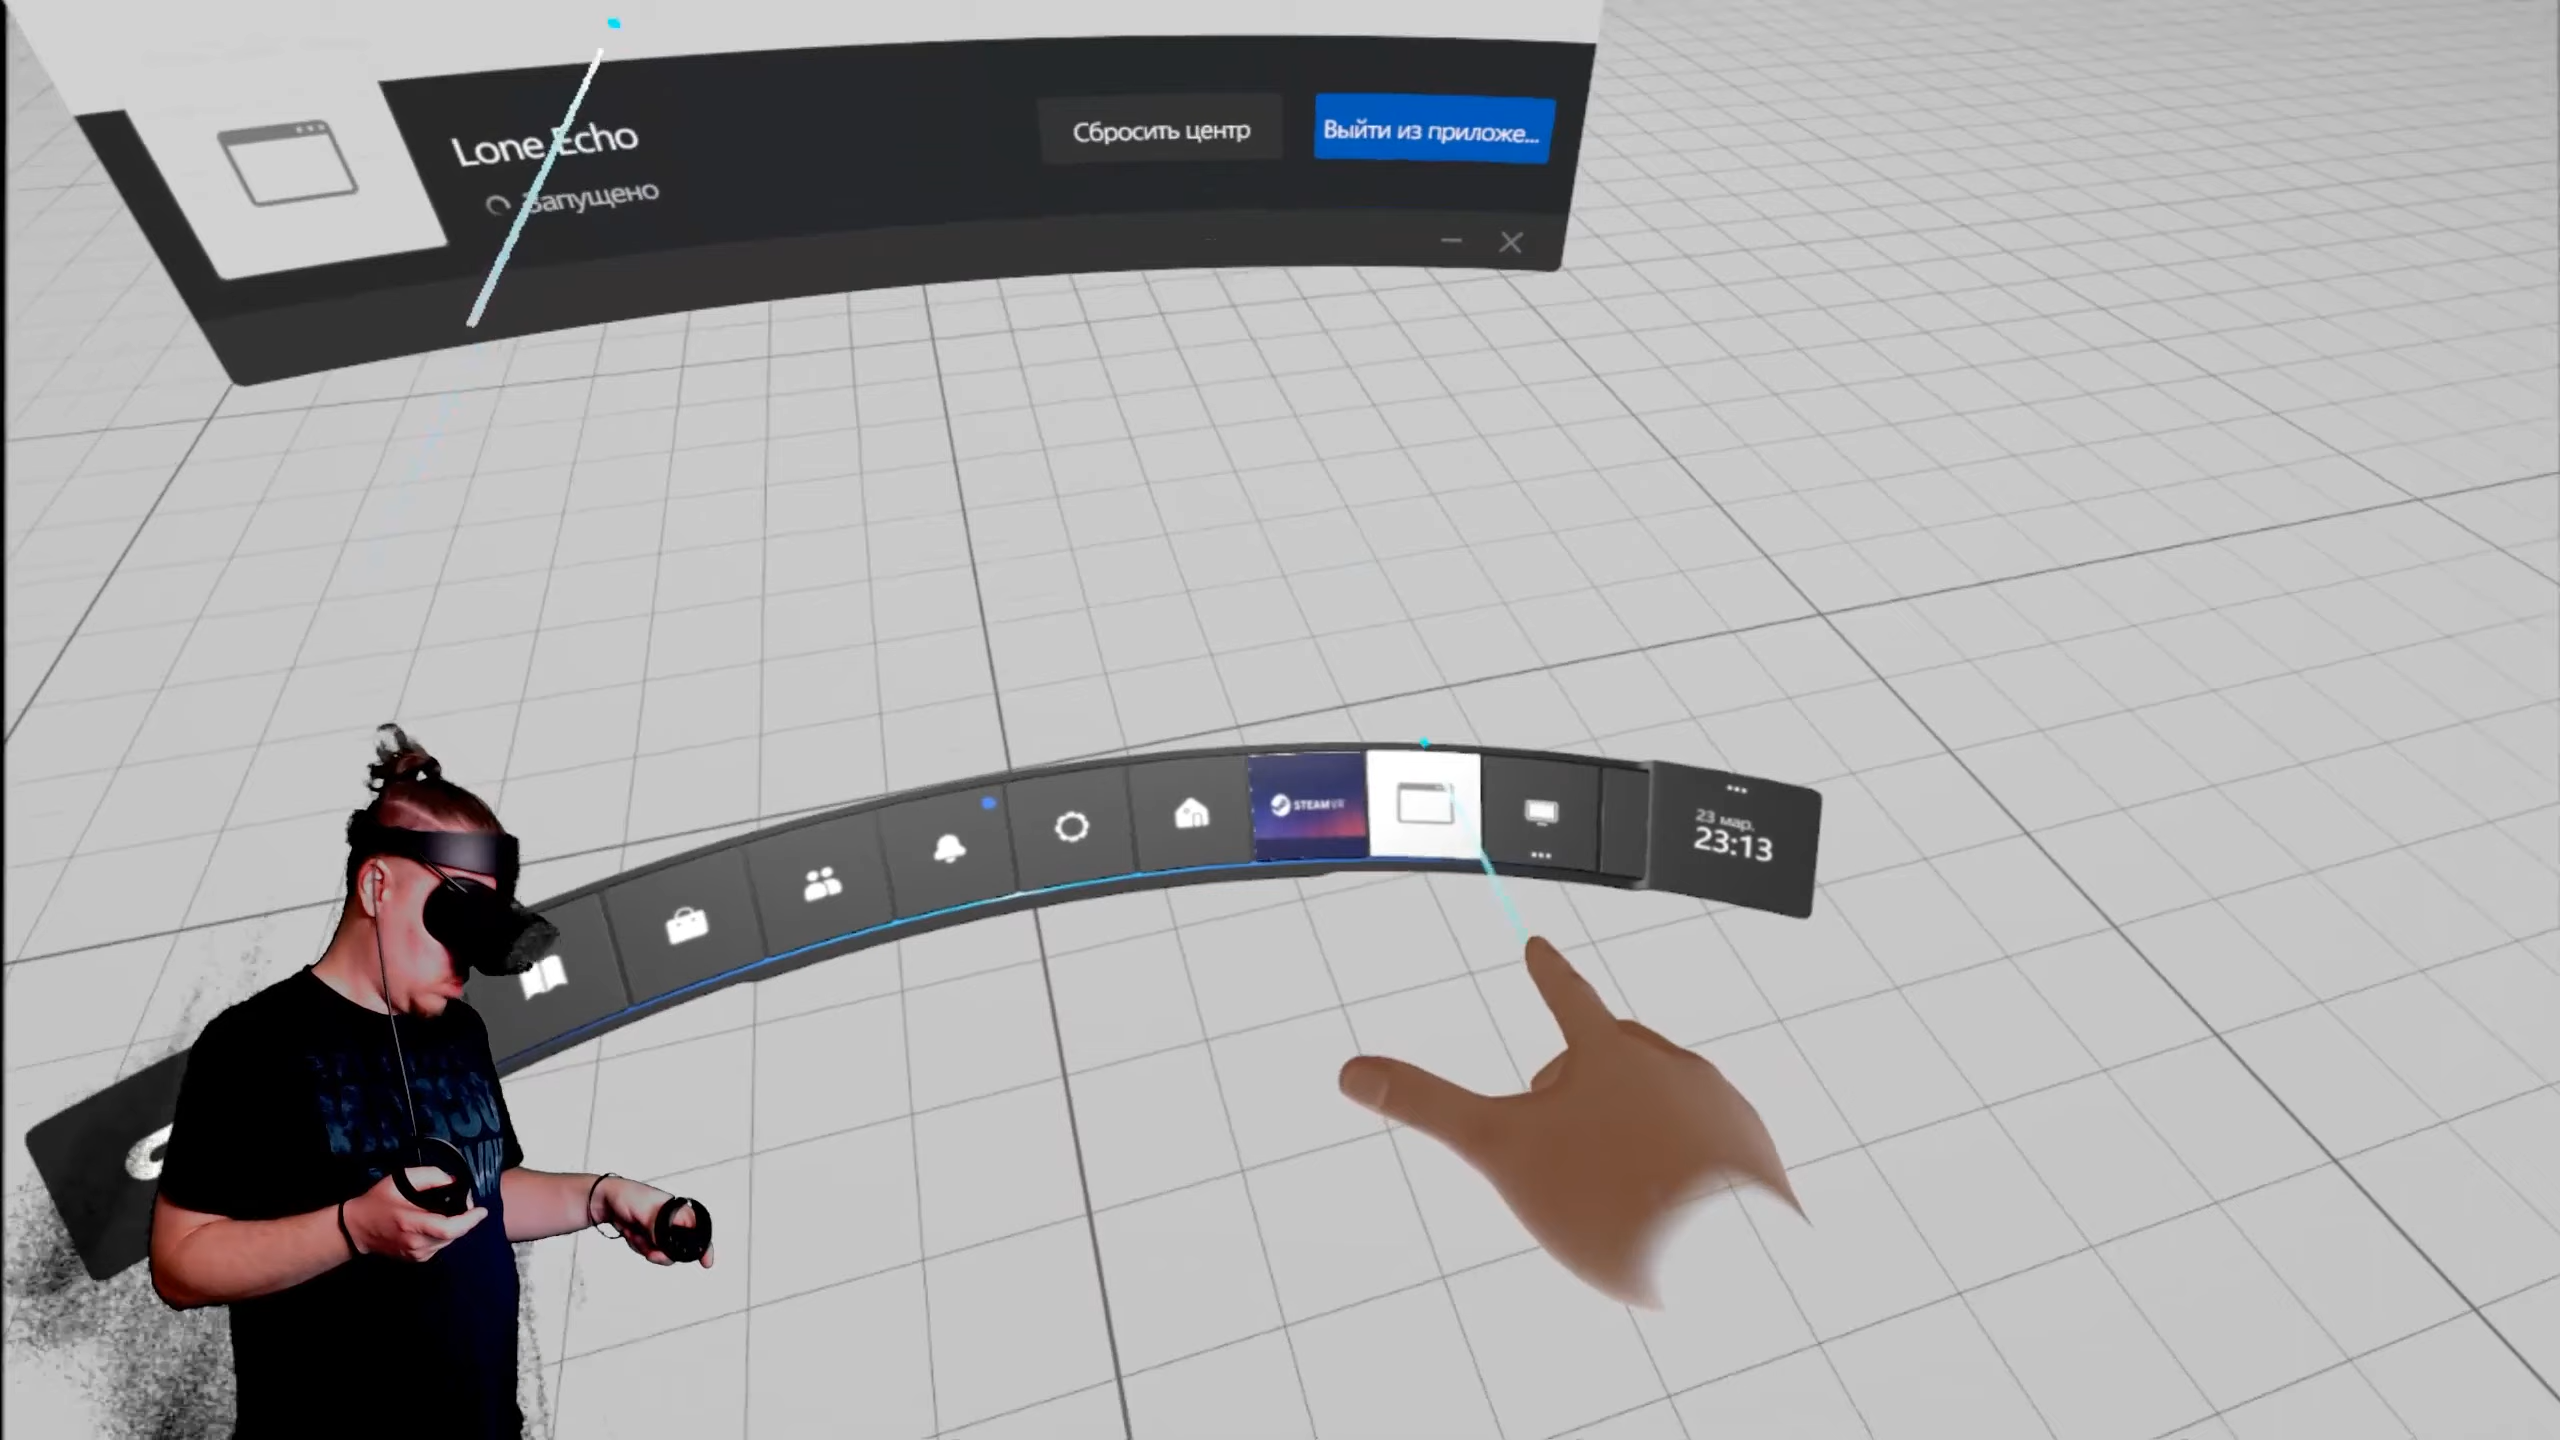 Lone Echo
Запущено
Сбросить центр
Выйти из приложе...
STEAMVR
23 мар.
23:13